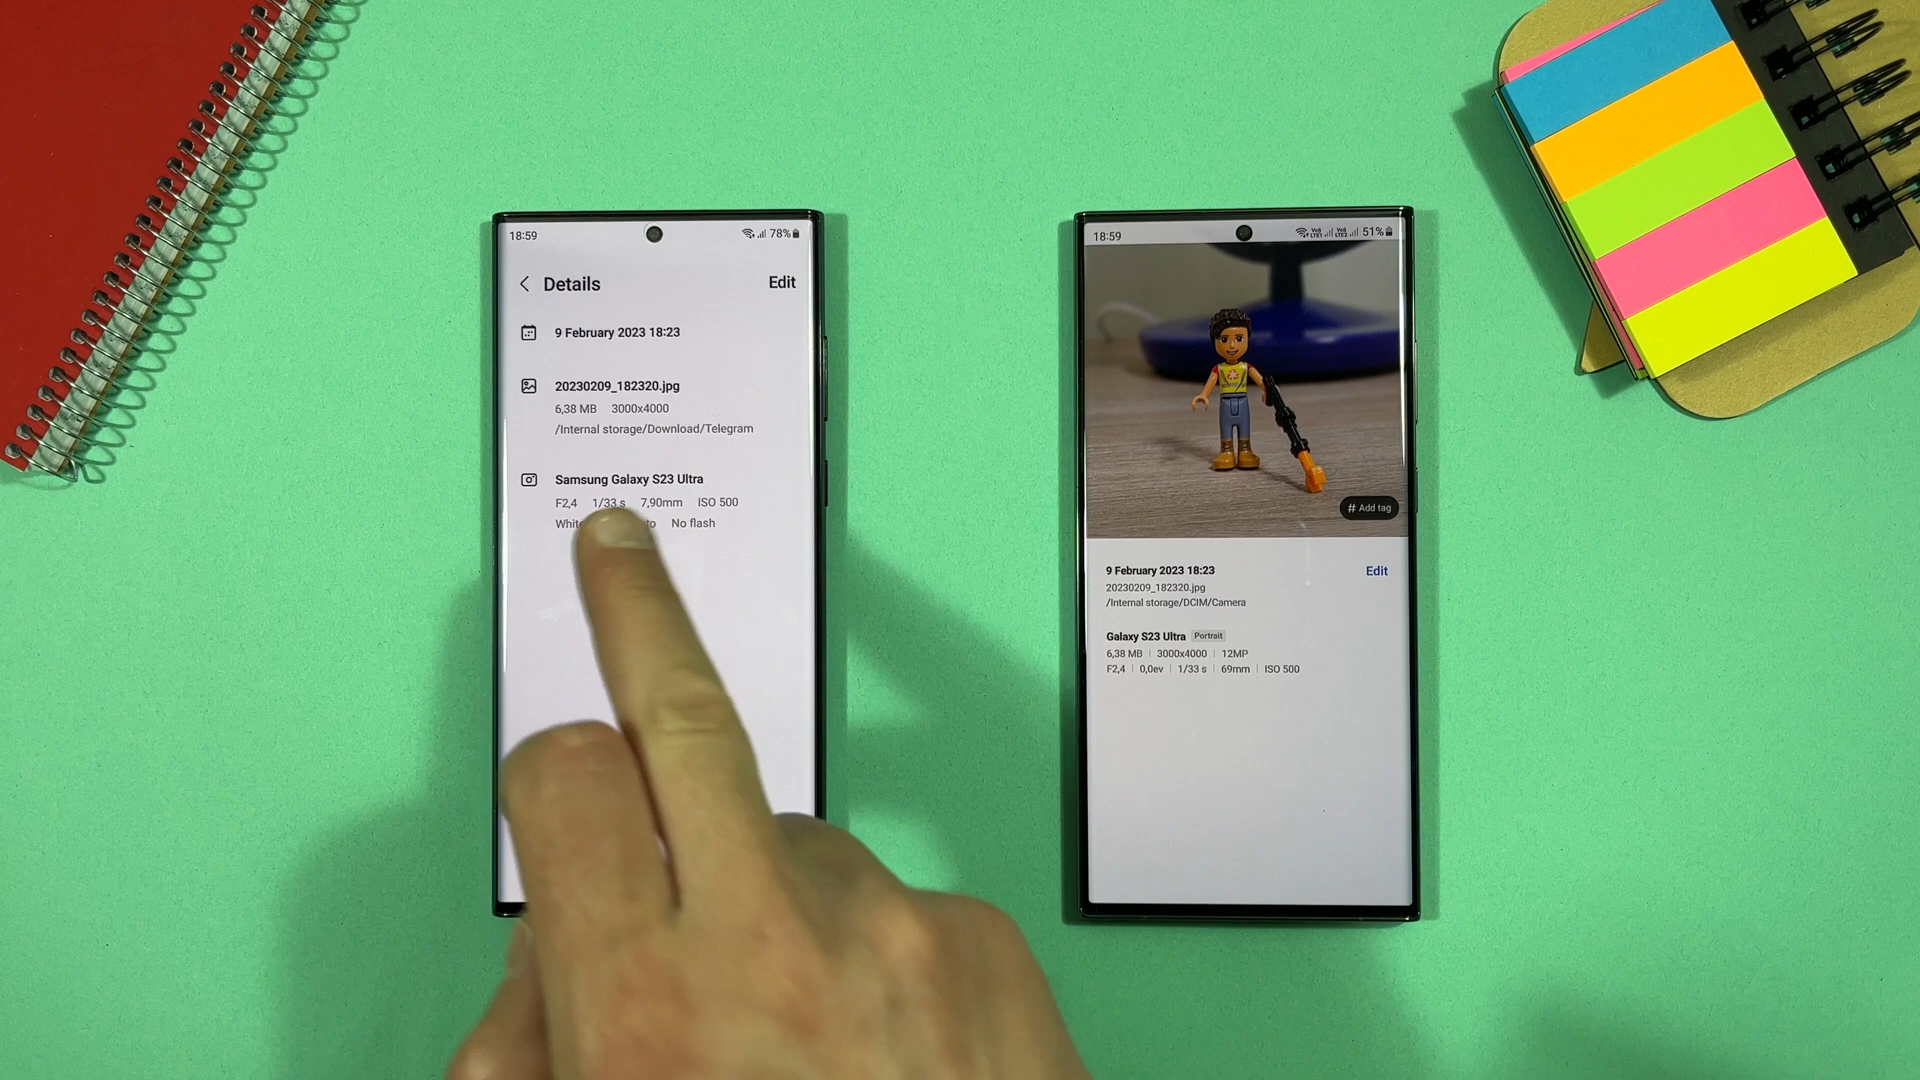 18:59
78%
Details
Edit
9 February 2023 18:23
20230209_182320.jpg
6,38 MB 3000x4000
/Internal storage/Download/Telegram
Samsung Galaxy S23 Ultra
F2,4 1/33 s 7,90mm ISO 500
No flash
18:59
51%
# Add tag
9 February 2023 18:23
Edit
20230209_182320.jpg
/Internal storage/DCIM/Camera
Galaxy S23 Ultra Portrait
6,38 MB | 3000x4000 | 12MP
F2,4 | 0,0ev | 1/33 s | 69mm | ISO 500